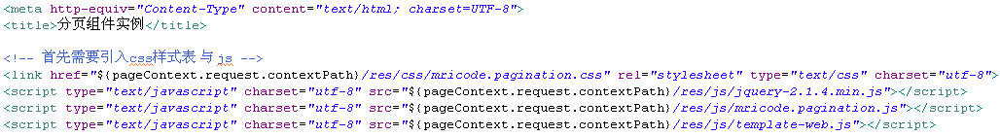 <meta http-equiv="Content-Type" content="text/html; charset=UTF-8">
<title>分页组件实例</title>
<!-- 首先需要引入css样式表 与 js -->
<link href="${pageContext.request.contextPath}/res/css/mricode.pagination.css" rel="stylesheet" type="text/css" charset="utf-8">
<script type="text/javascript" charset="utf-8" src="${pageContext.request.contextPath}/res/js/jquery-2.1.4.min.js"></script>
<script type="text/javascript" charset="utf-8" src="${pageContext.request.contextPath}/res/js/mricode.pagination.js"></script>
<script type="text/javascript" charset="utf-8" src="${pageContext.request.contextPath}/res/js/template-web.js"></script>